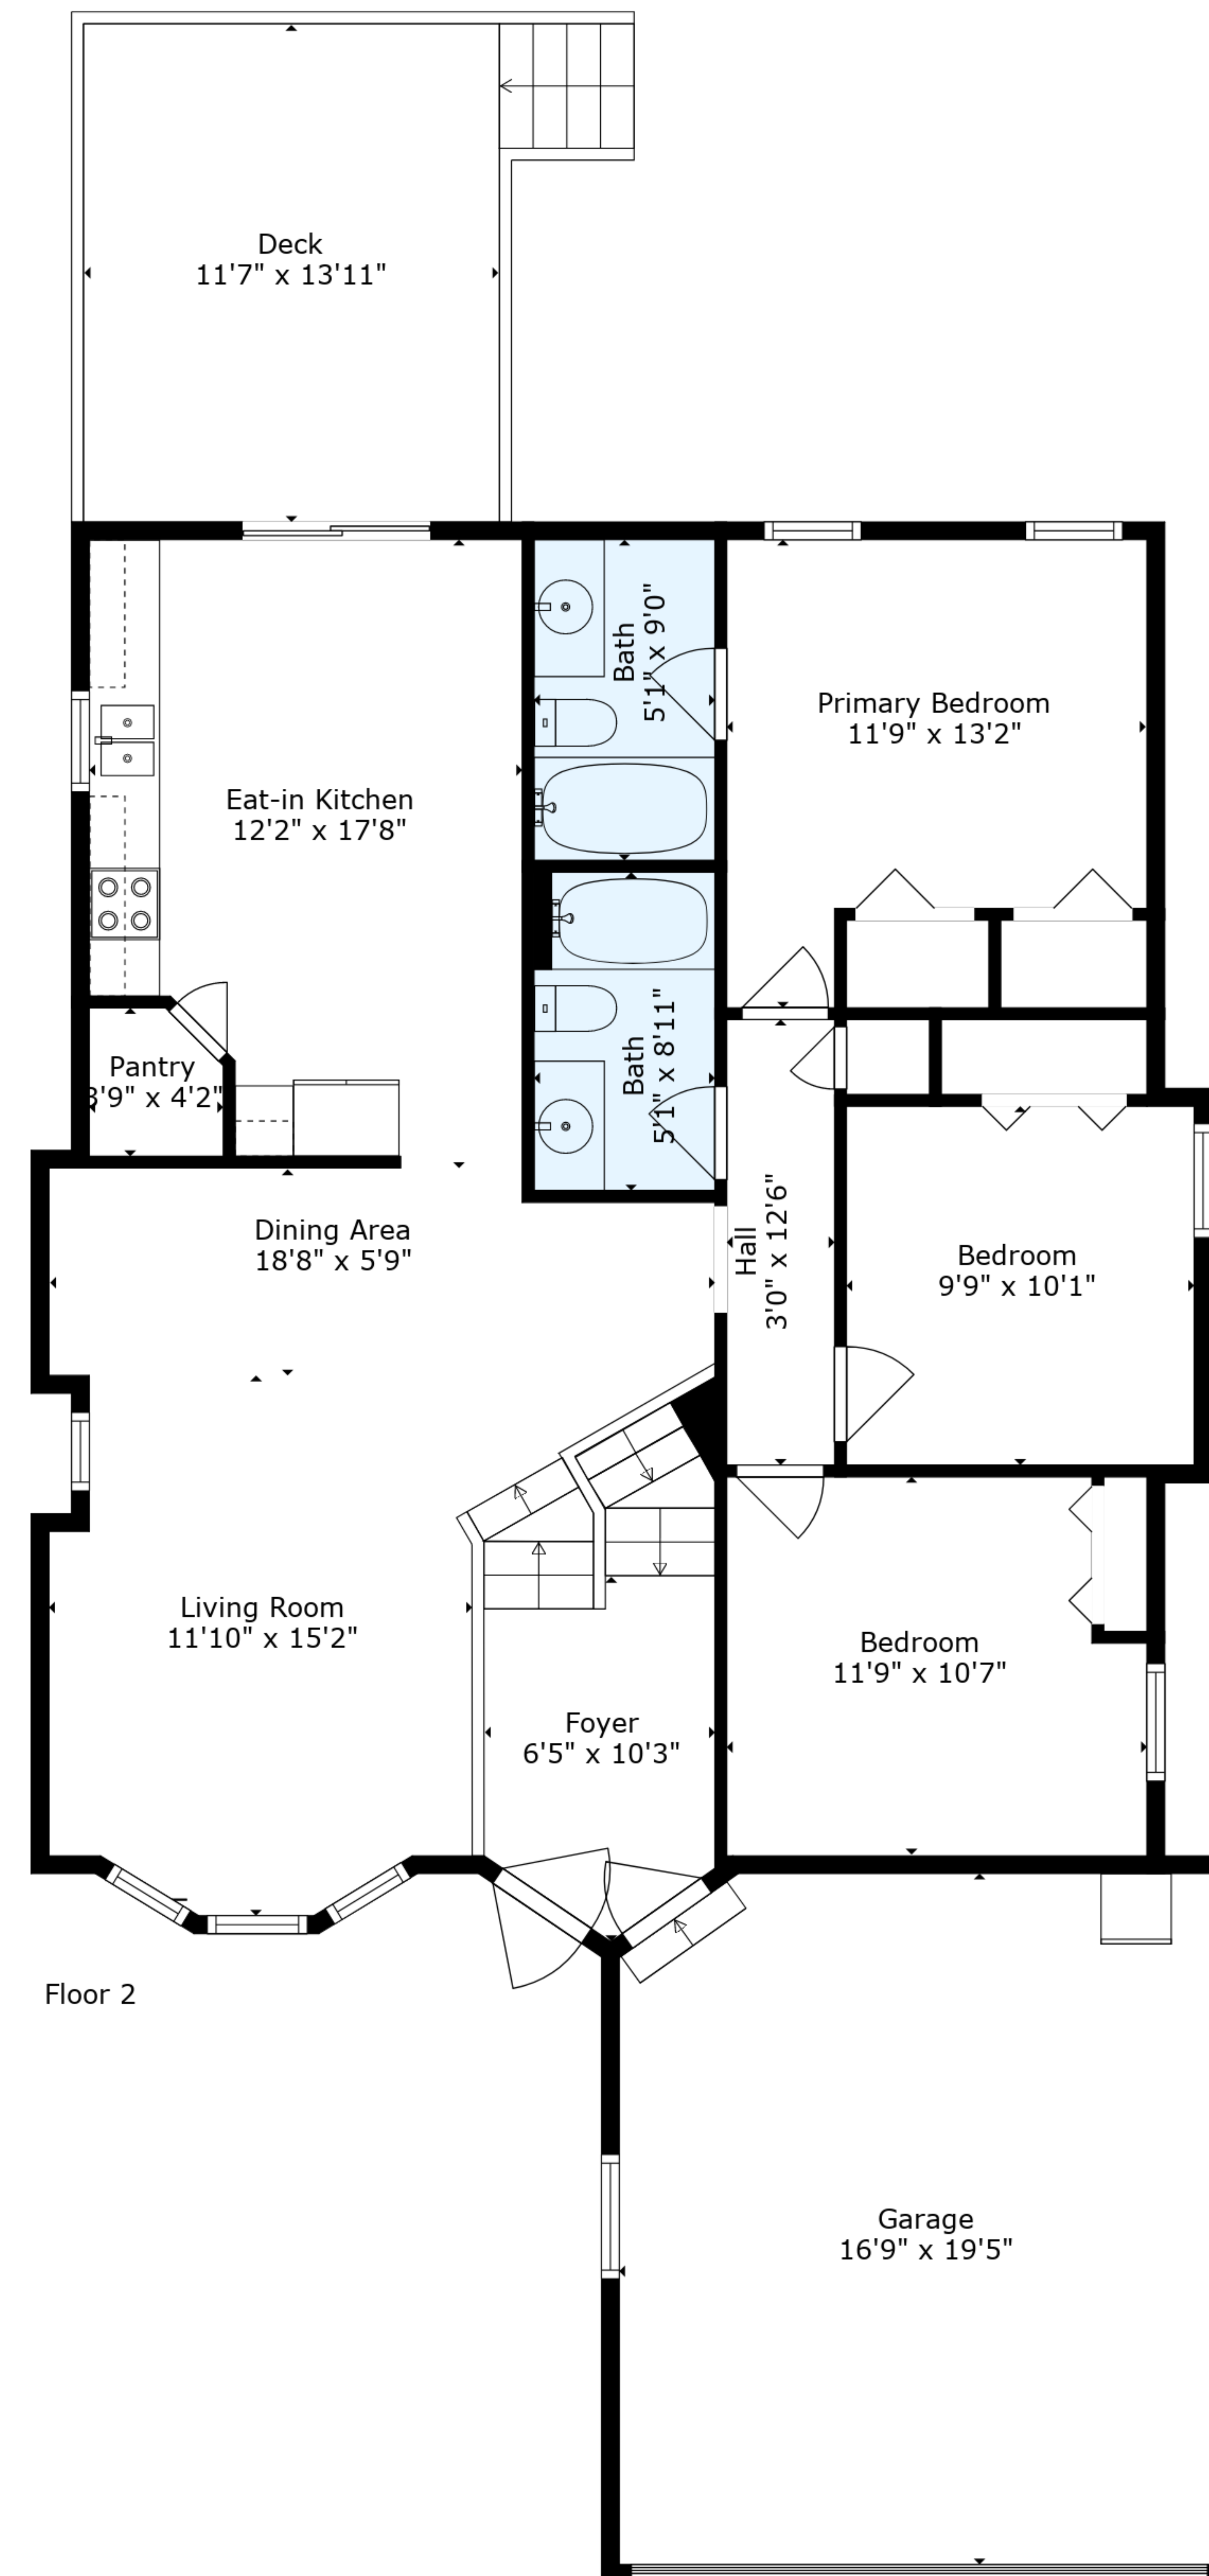 Deck
11'7" x 13'11"
Bath
5'1" x 9'0"
Primary Bedroom
11'9" x 13'2"
Eat-in Kitchen
12'2" x 17'8"
Bath
5'1" x 8'11"
Pantry
3'9" x 4'2"
Dining Area
18'8" x 5'9"
Hall
3'0" x 12'6"
Bedroom
9'9" x 10'1"
Living Room
11'10" x 15'2"
Bedroom
11'9" x 10'7"
Foyer
6'5" x 10'3"
Floor 2
Garage
16'9" x 19'5"